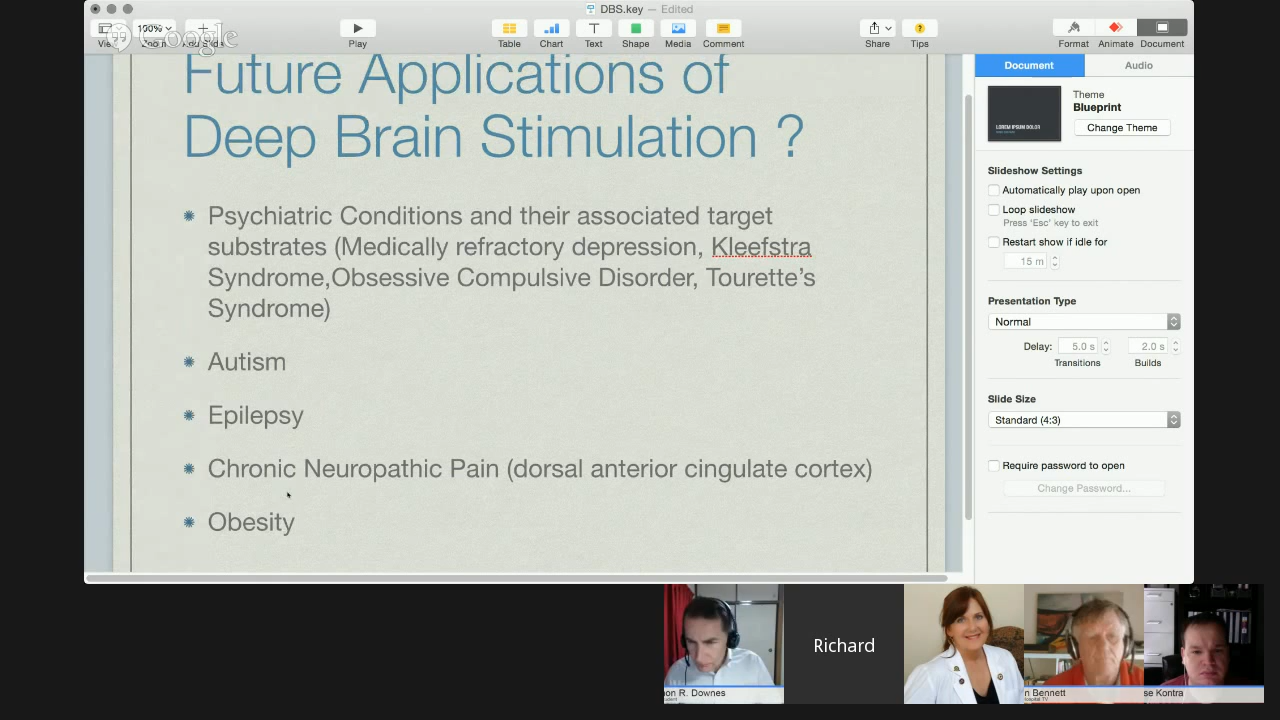 DBS.key — Edited
Google
100%
Play
Table
Chart
Text
Shape
Media
Comment
Share
Tips
Format
Animate
Document
Future Applications of
Deep Brain Stimulation ?
Psychiatric Conditions and their associated target
substrates (Medically refractory depression, Kleefstra
Syndrome,Obsessive Compulsive Disorder, Tourette’s
Syndrome)
Autism
Epilepsy
Chronic Neuropathic Pain (dorsal anterior cingulate cortex)
Obesity
Document
Audio
Theme
Blueprint
LOREM IPSUM DOLOR
Change Theme
Slideshow Settings
Automatically play upon open
Loop slideshow
Press 'Esc' key to exit
Restart show if idle for
15 m
Presentation Type
Normal
Delay:
5.0 s
2.0 s
Transitions
Builds
Slide Size
Standard (4:3)
Require password to open
Change Password...
Richard
on R. Downes
n Bennett
se Kontra